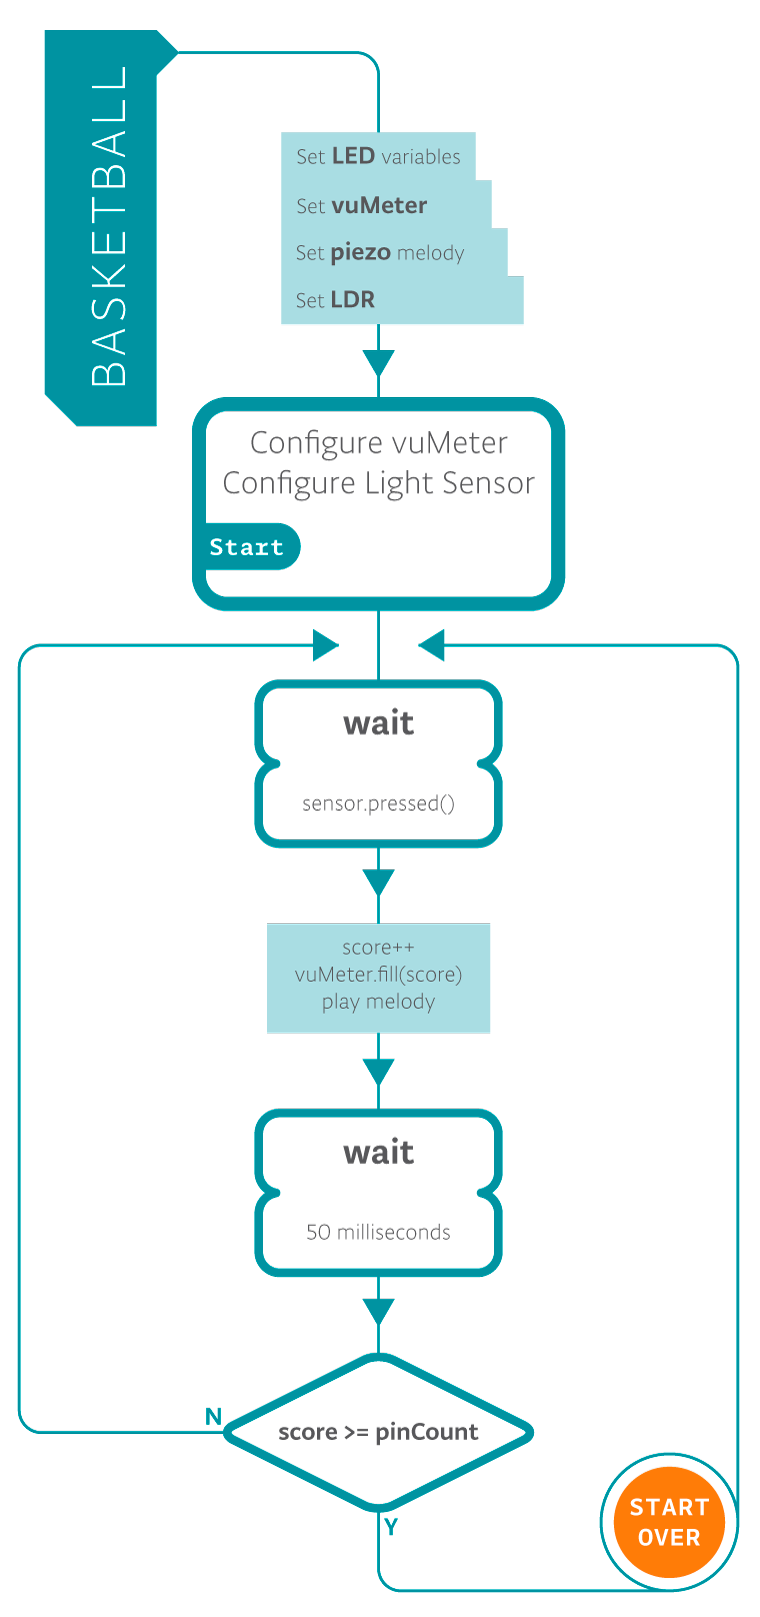 BASKETBALL
Set LED variables
Set vuMeter
Set piezo melody
Set LDR
Configure vuMeter
Configure Light Sensor
Start
wait
sensor.pressed()
score++
vuMeter.fill(score)
play melody
wait
50 milliseconds
N
score >= pinCount
Y
START
OVER